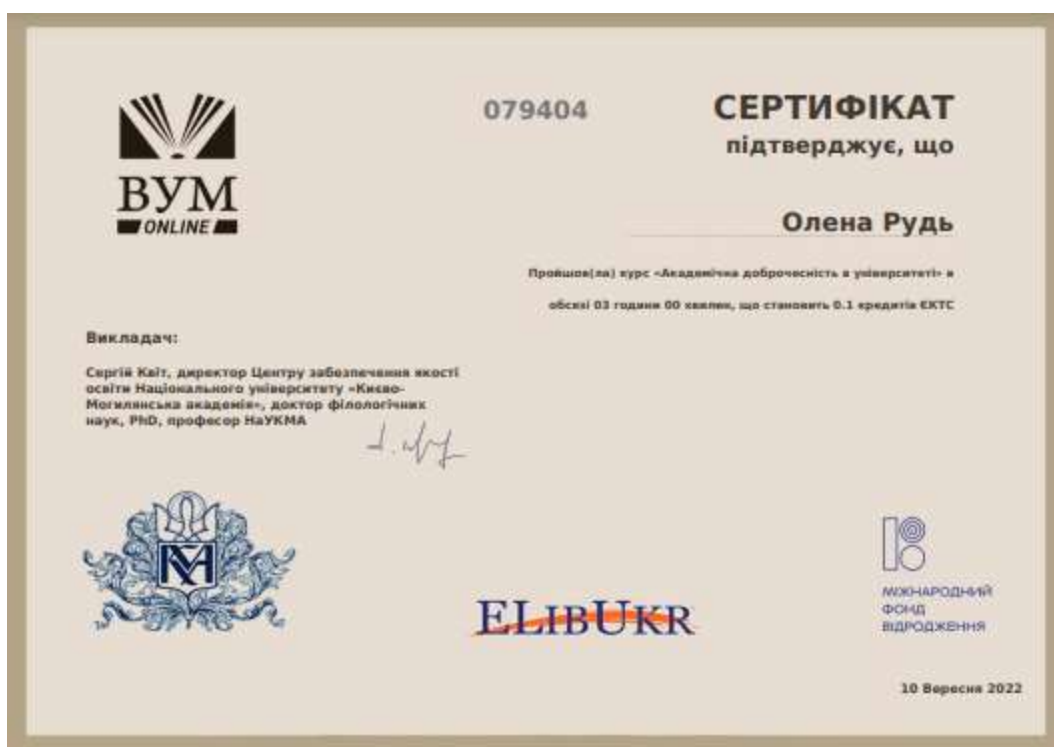 ВУМ
ONLINE
079404
СЕРТИФІКАТ
підтверджує, що
Олена Рудь
Пройшов(ла) курс «Академічна доброчесність в університеті» в
обсязі 03 години 00 хвилин, що становить 0.1 кредитів ЄКТС
Викладач:
Сергій Квіт, директор Центру забезпечення якості
освіти Національного університету «Києво-
Могилянська академія», доктор філологічних
наук, PhD, професор НаУКМА
ELIBUKR
МІЖНАРОДНИЙ
ФОНД
ВІДРОДЖЕННЯ
10 Вересня 2022